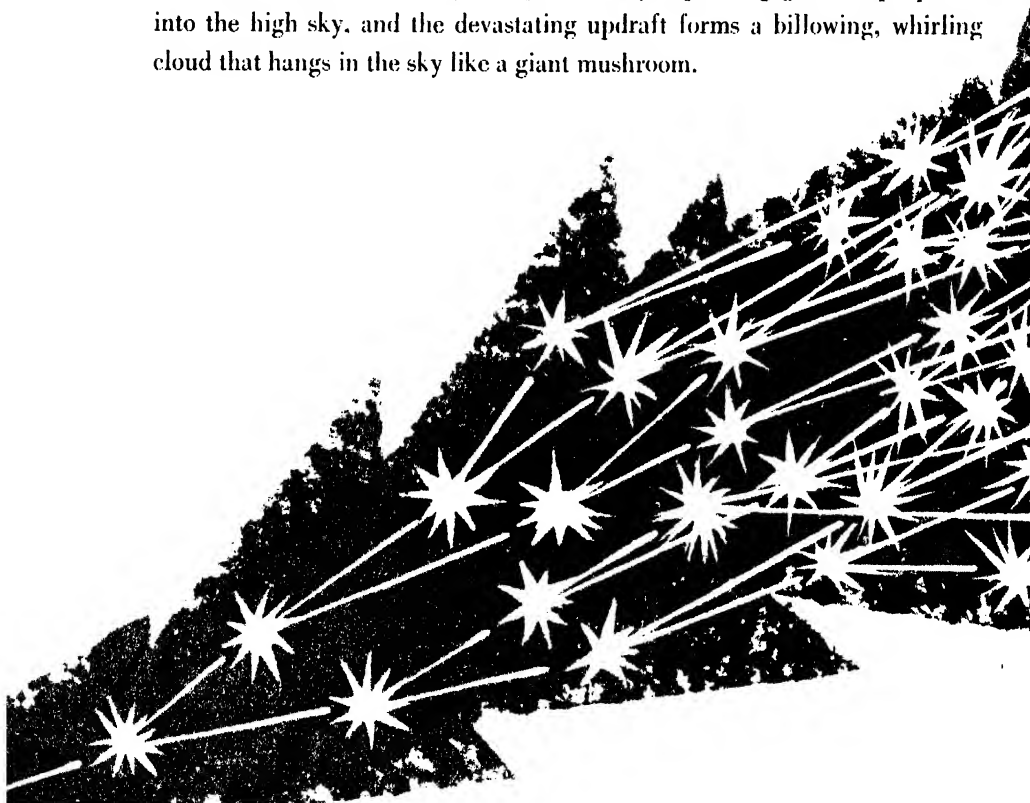 into the high sky, and the devastating updraft forms a billowing, whirling
cloud that hangs in the sky like a giant mushroom.